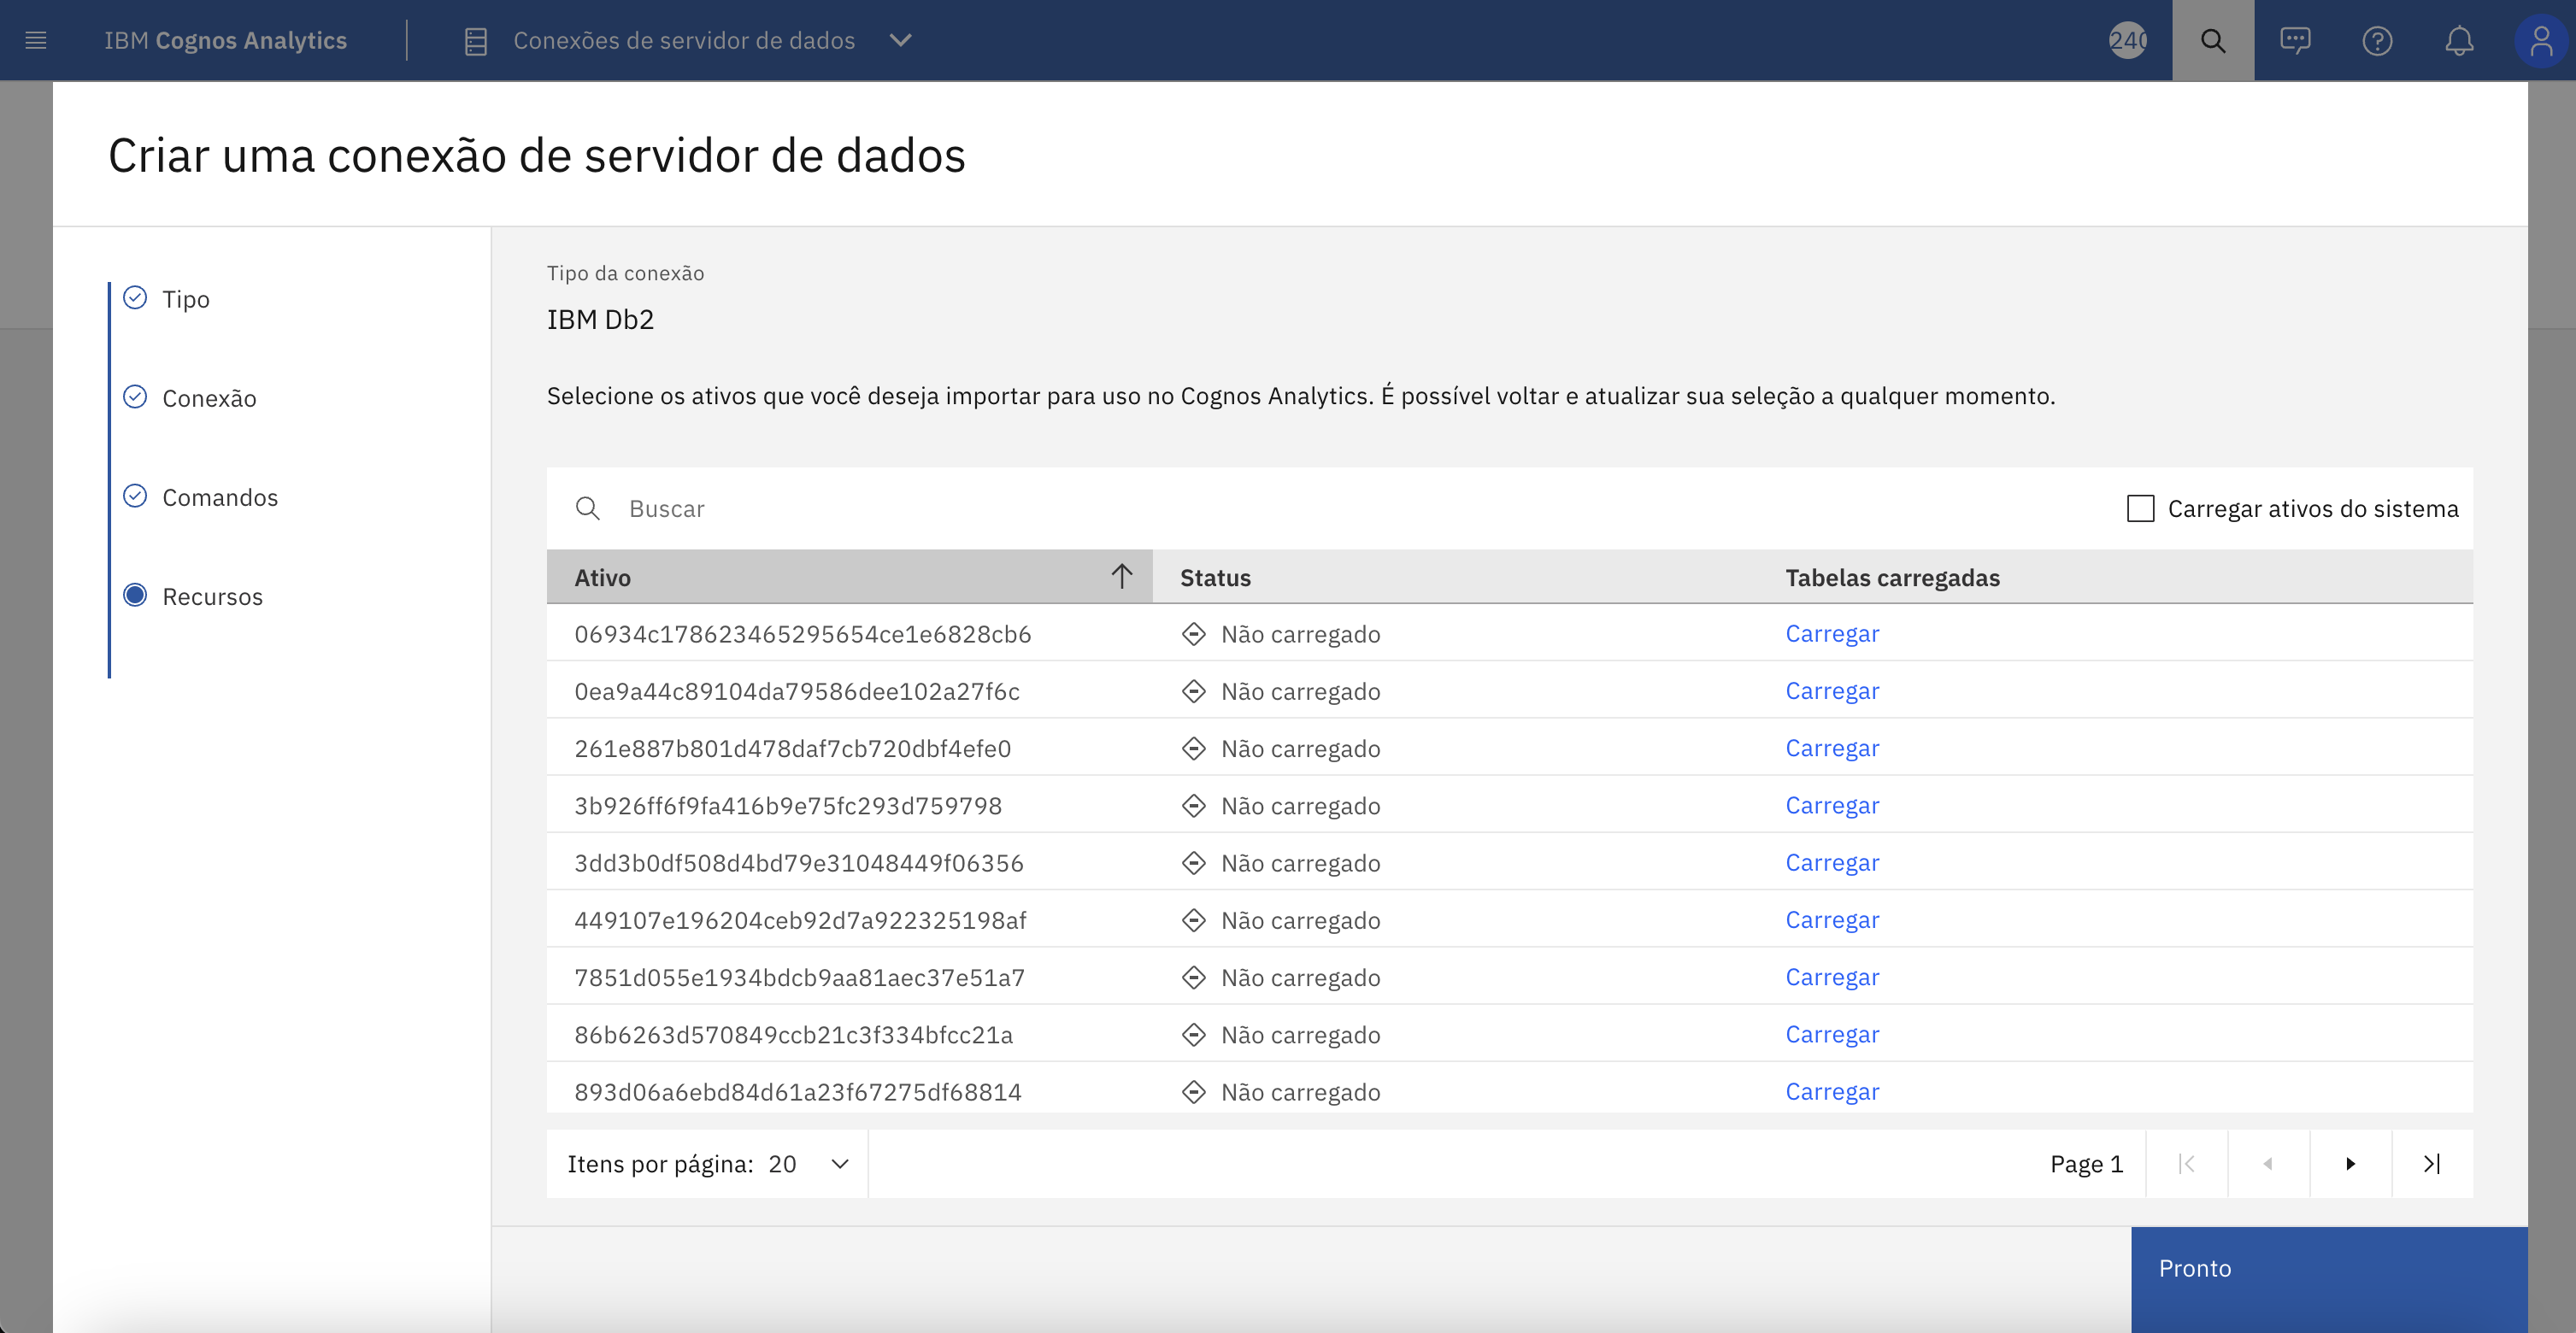 IBM Cognos Analytics
Conexões de servidor de dados
240
Criar uma conexão de servidor de dados
Tipo
Conexão
Comandos
Recursos
Tipo da conexão
IBM Db2
Selecione os ativos que você deseja importar para uso no Cognos Analytics. É possível voltar e atualizar sua seleção a qualquer momento.
Buscar
Carregar ativos do sistema
Ativo Status Tabelas carregadas
06934c178623465295654ce1e6828cb6 Não carregado Carregar
0ea9a44c89104da79586dee102a27f6c Não carregado Carregar
261e887b801d478daf7cb720dbf4efe0 Não carregado Carregar
3b926ff6f9fa416b9e75fc293d759798 Não carregado Carregar
3dd3b0df508d4bd79e31048449f06356 Não carregado Carregar
449107e196204ceb92d7a922325198af Não carregado Carregar
7851d055e1934bdcb9aa81aec37e51a7 Não carregado Carregar
86b6263d570849ccb21c3f334bfcc21a Não carregado Carregar
893d06a6ebd84d61a23f67275df68814 Não carregado Carregar
Itens por página: 20
Page 1
Pronto